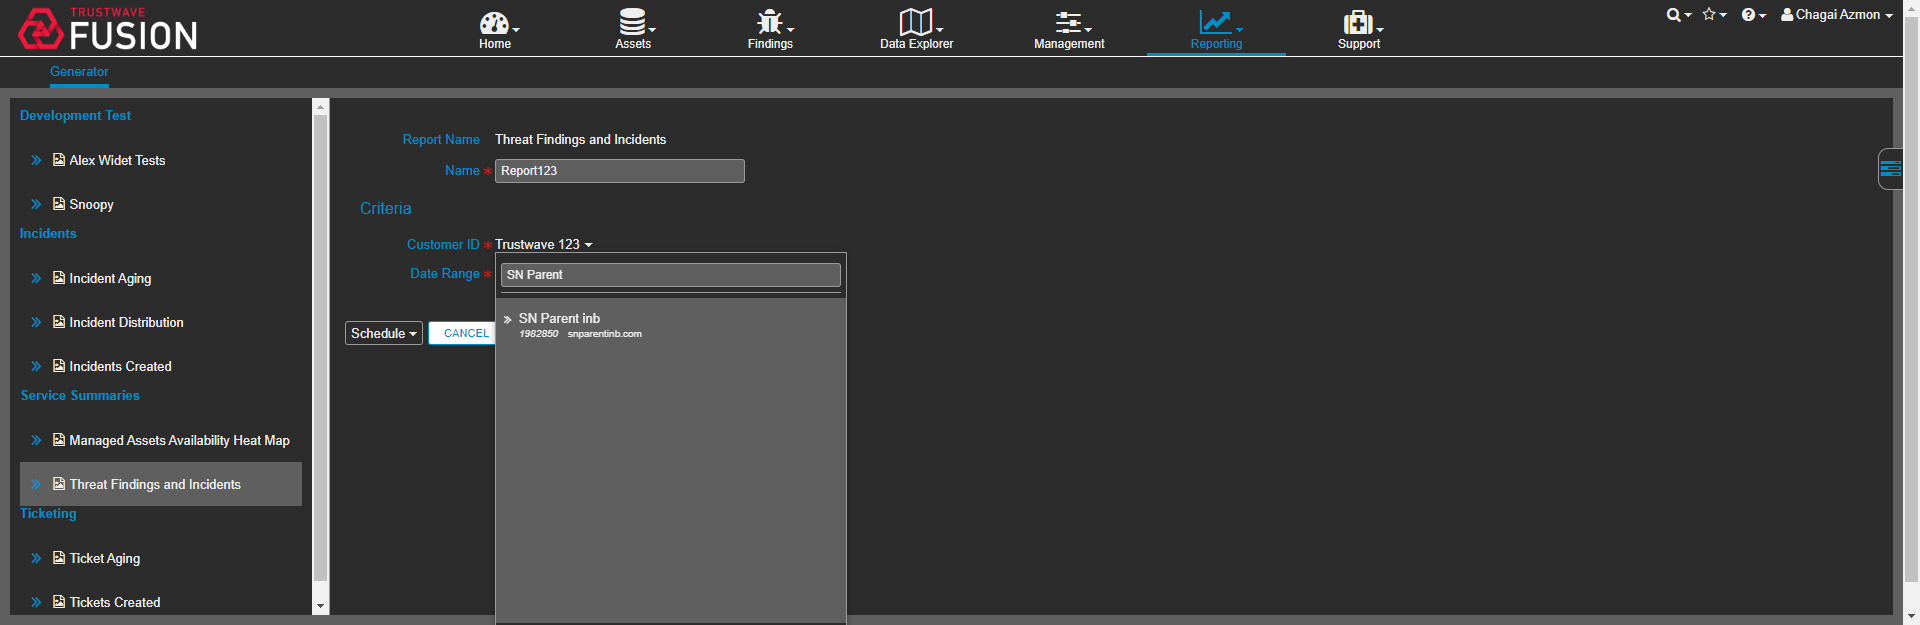 TRUSTWAVE
FUSION
Home
Assets
Findings
Data Explorer
Management
Reporting
Support
Chagai Azmon
Generator
Development Test
Alex Widet Tests
Snoopy
Incidents
Incident Aging
Incident Distribution
Incidents Created
Service Summaries
Managed Assets Availability Heat Map
Threat Findings and Incidents
Ticketing
Ticket Aging
Tickets Created
Report Name Threat Findings and Incidents
Name * Report123
Criteria
Customer ID * Trustwave 123
Date Range *
SN Parent
SN Parent inb
1982850 snparentinb.com
Schedule
CANCEL